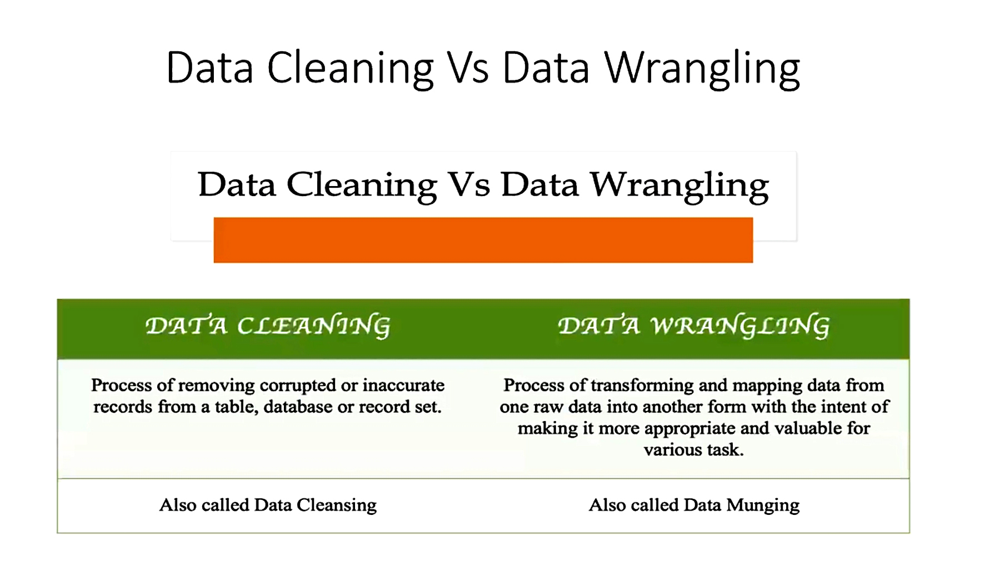 Data Cleaning Vs Data Wrangling
Data Cleaning Vs Data Wrangling
DATA CLEANING
DATA WRANGLING
Process of removing corrupted or inaccurate
records from a table, database or record set.
Process of transforming and mapping data from
one raw data into another form with the intent of
making it more appropriate and valuable for
various task.
Also called Data Cleansing
Also called Data Munging